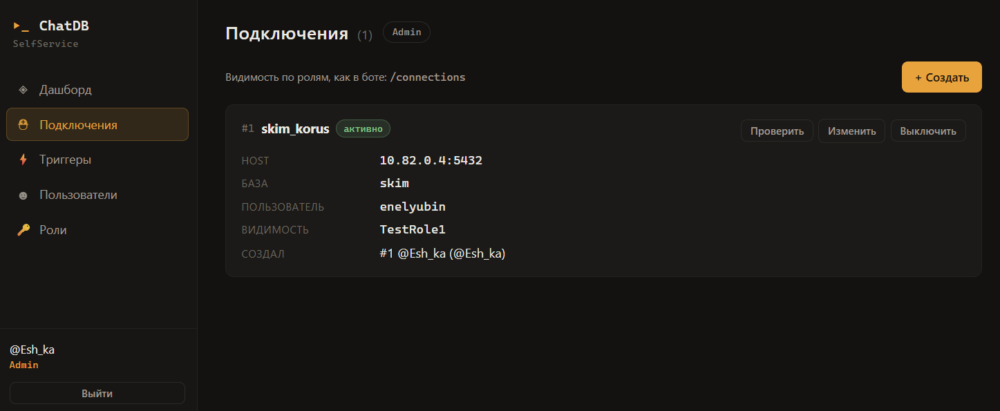 ChatDB
SelfService
Дашборд
Подключения
Триггеры
Пользователи
Роли
@Esh_ka
Admin
Выйти
Подключения (1) Admin
Видимость по ролям, как в боте: /connections
+ Создать
#1 skim_korus активно
Проверить Изменить Выключить
HOST 10.82.0.4:5432
БАЗА skim
ПОЛЬЗОВАТЕЛЬ enelyubin
ВИДИМОСТЬ TestRole1
СОЗДАЛ #1 @Esh_ka (@Esh_ka)